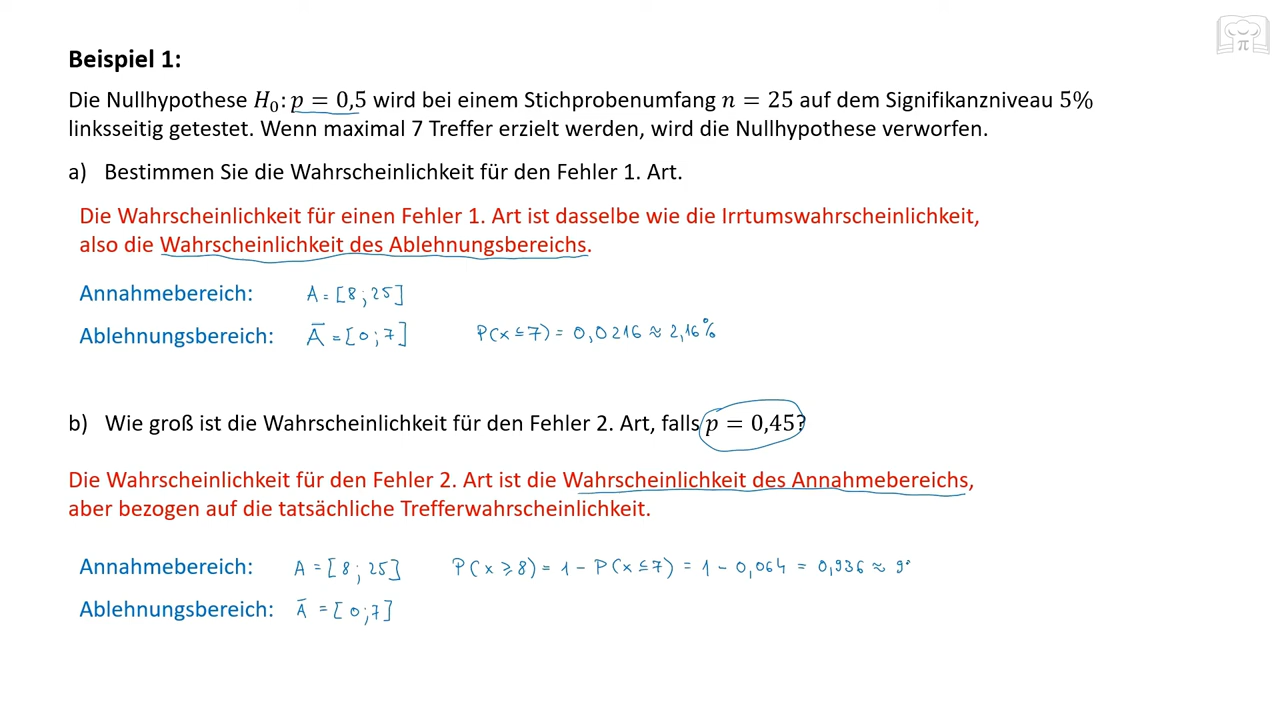 Beispiel 1:
Die Nullhypothese H₀: p = 0,5 wird bei einem Stichprobenumfang n = 25 auf dem Signifikanzniveau 5%
linksseitig getestet. Wenn maximal 7 Treffer erzielt werden, wird die Nullhypothese verworfen.
a) Bestimmen Sie die Wahrscheinlichkeit für den Fehler 1. Art.
Die Wahrscheinlichkeit für einen Fehler 1. Art ist dasselbe wie die Irrtumswahrscheinlichkeit,
also die Wahrscheinlichkeit des Ablehnungsbereichs.
Annahmebereich: A = [8 ; 25]
Ablehnungsbereich: A̅ = [0 ; 7] P(x ≤ 7) = 0,0216 ≈ 2,16%
b) Wie groß ist die Wahrscheinlichkeit für den Fehler 2. Art, falls p = 0,45?
Die Wahrscheinlichkeit für den Fehler 2. Art ist die Wahrscheinlichkeit des Annahmebereichs,
aber bezogen auf die tatsächliche Trefferwahrscheinlichkeit.
Annahmebereich: A = [8 ; 25] P(x ≥ 8) = 1 − P(x ≤ 7) = 1 − 0,064 = 0,936 ≈ 9
Ablehnungsbereich: A̅ = [0 ; 7]
π